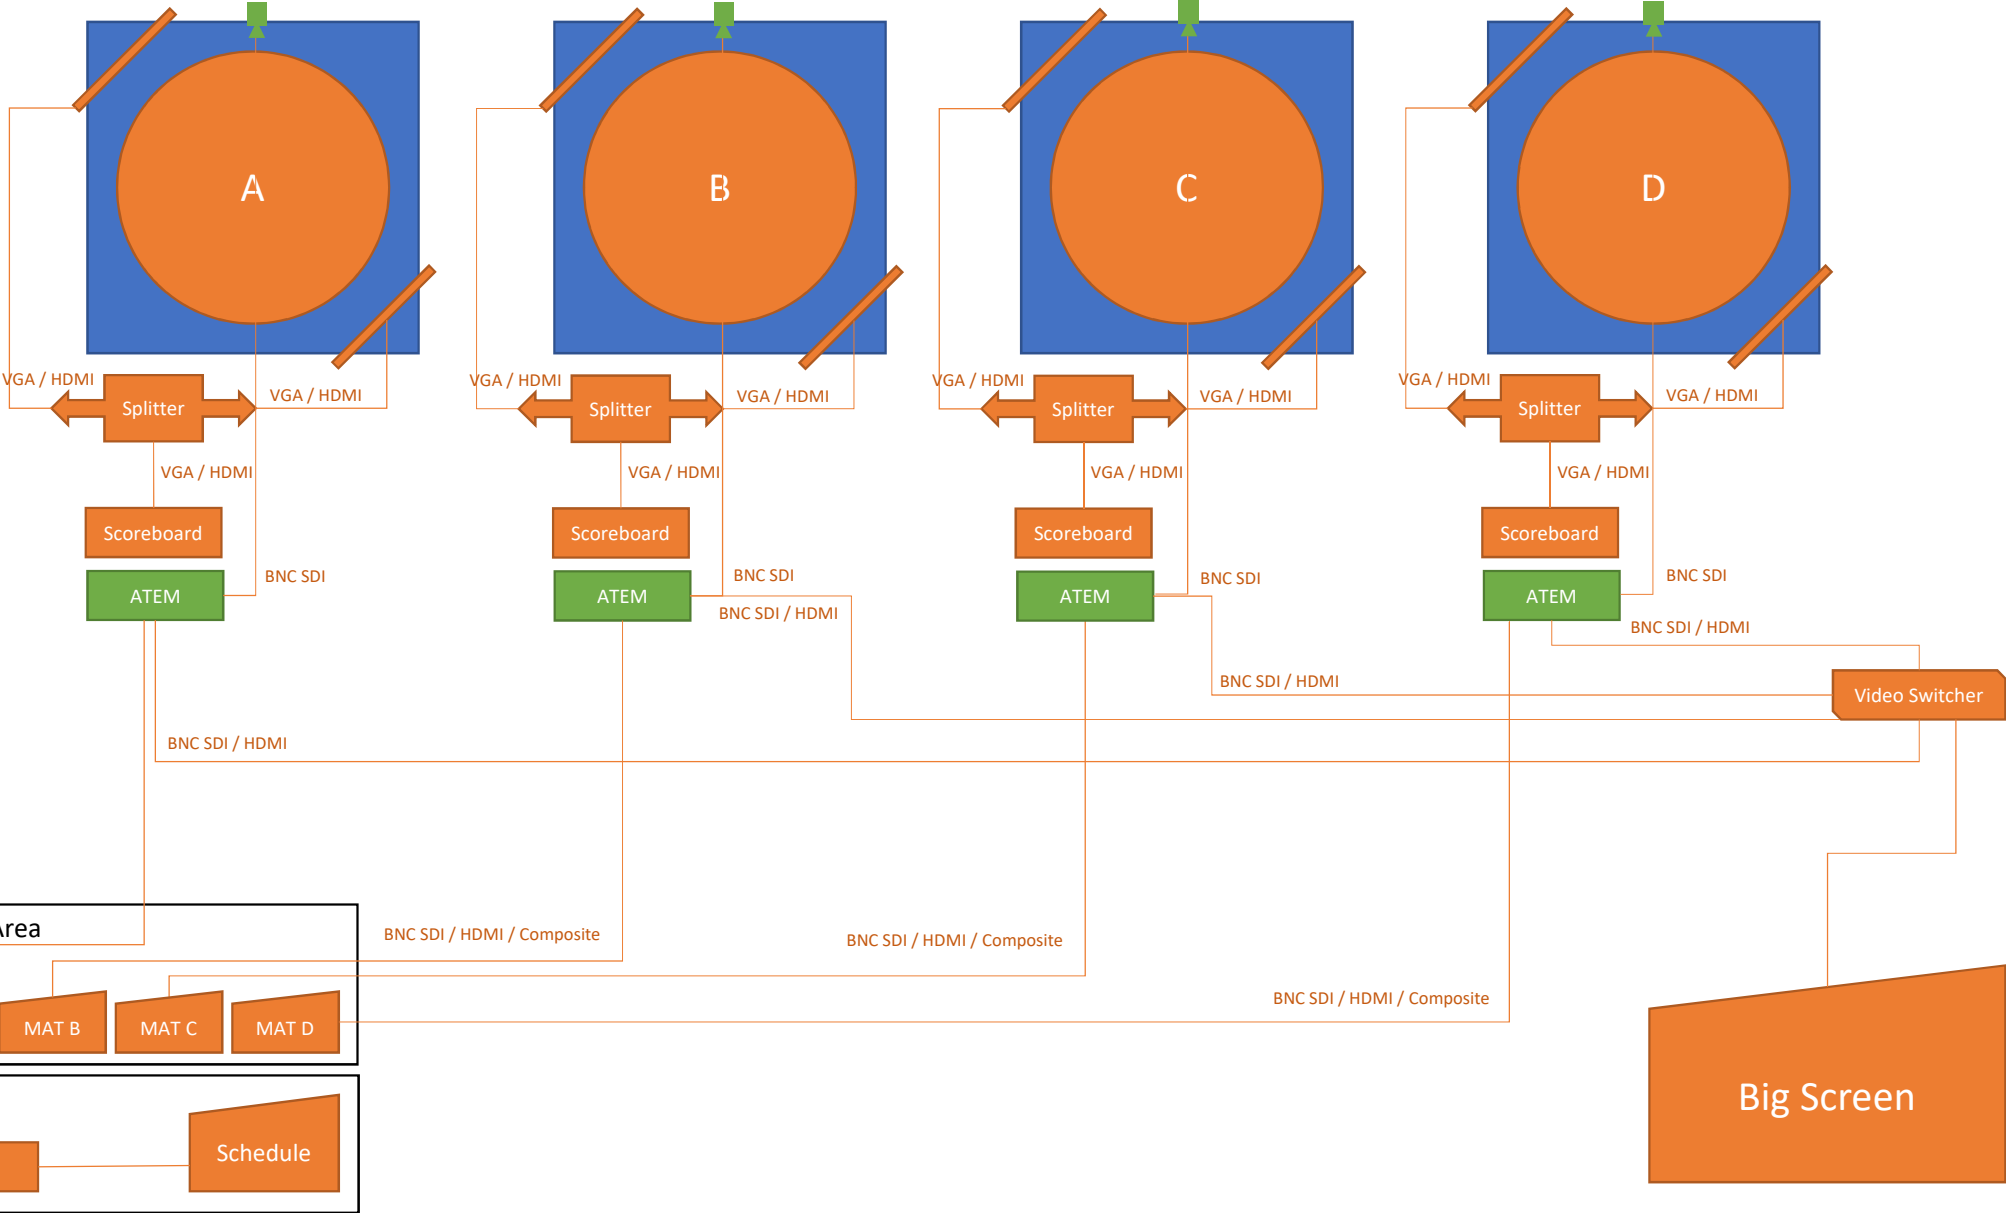 A
B
C
D
VGA / HDMI
Splitter
VGA / HDMI
VGA / HDMI
Splitter
VGA / HDMI
VGA / HDMI
Splitter
VGA / HDMI
VGA / HDMI
Splitter
VGA / HDMI
VGA / HDMI
VGA / HDMI
VGA / HDMI
VGA / HDMI
Scoreboard
Scoreboard
Scoreboard
Scoreboard
ATEM
BNC SDI
ATEM
BNC SDI
ATEM
BNC SDI
ATEM
BNC SDI
BNC SDI / HDMI
BNC SDI / HDMI
BNC SDI / HDMI
Video Switcher
BNC SDI / HDMI
Area
BNC SDI / HDMI / Composite
BNC SDI / HDMI / Composite
BNC SDI / HDMI / Composite
MAT B
MAT C
MAT D
Big Screen
Schedule